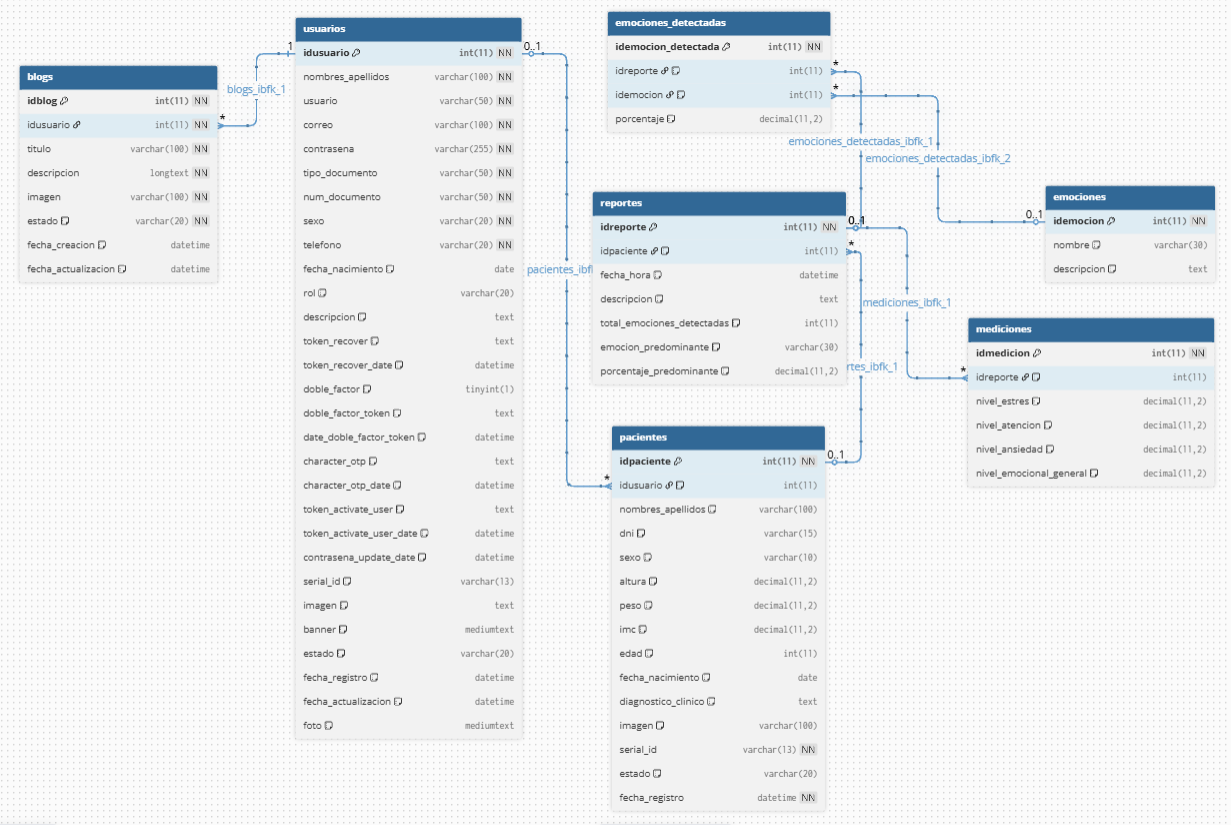 blogs
idblog int(11) NN
idusuario int(11) NN
titulo varchar(100) NN
descripcion longtext NN
imagen varchar(100) NN
estado varchar(20) NN
fecha_creacion datetime
fecha_actualizacion datetime
1
*
blogs_ibfk_1
usuarios
idusuario int(11) NN
nombres_apellidos varchar(100) NN
usuario varchar(50) NN
correo varchar(100) NN
contrasena varchar(255) NN
tipo_documento varchar(50) NN
num_documento varchar(50) NN
sexo varchar(20) NN
telefono varchar(20) NN
fecha_nacimiento date
rol varchar(20)
descripcion text
token_recover text
token_recover_date datetime
doble_factor tinyint(1)
doble_factor_token text
date_doble_factor_token datetime
character_otp text
character_otp_date datetime
token_activate_user text
token_activate_user_date datetime
contrasena_update_date datetime
serial_id varchar(13)
imagen text
banner mediumtext
estado varchar(20)
fecha_registro datetime
fecha_actualizacion datetime
foto mediumtext
0..1
*
pacientes_ibf
emociones_detectadas
idemocion_detectada int(11) NN
idreporte int(11)
idemocion int(11)
porcentaje decimal(11,2)
*
*
emociones_detectadas_ibfk_1
emociones_detectadas_ibfk_2
reportes
idreporte int(11) NN
idpaciente int(11)
fecha_hora datetime
descripcion text
total_emociones_detectadas int(11)
emocion_predominante varchar(30)
porcentaje_predominante decimal(11,2)
*
mediciones_ibfk_1
rtes_ibfk_1
pacientes
idpaciente int(11) NN
idusuario int(11)
nombres_apellidos varchar(100)
dni varchar(15)
sexo varchar(10)
altura decimal(11,2)
peso decimal(11,2)
imc decimal(11,2)
edad int(11)
fecha_nacimiento date
diagnostico_clinico text
imagen varchar(100)
serial_id varchar(13) NN
estado varchar(20)
fecha_registro datetime NN
0..1
emociones
idemocion int(11) NN
nombre varchar(30)
descripcion text
0..1
mediciones
idmedicion int(11) NN
idreporte int(11)
nivel_estres decimal(11,2)
nivel_atencion decimal(11,2)
nivel_ansiedad decimal(11,2)
nivel_emocional_general decimal(11,2)
*